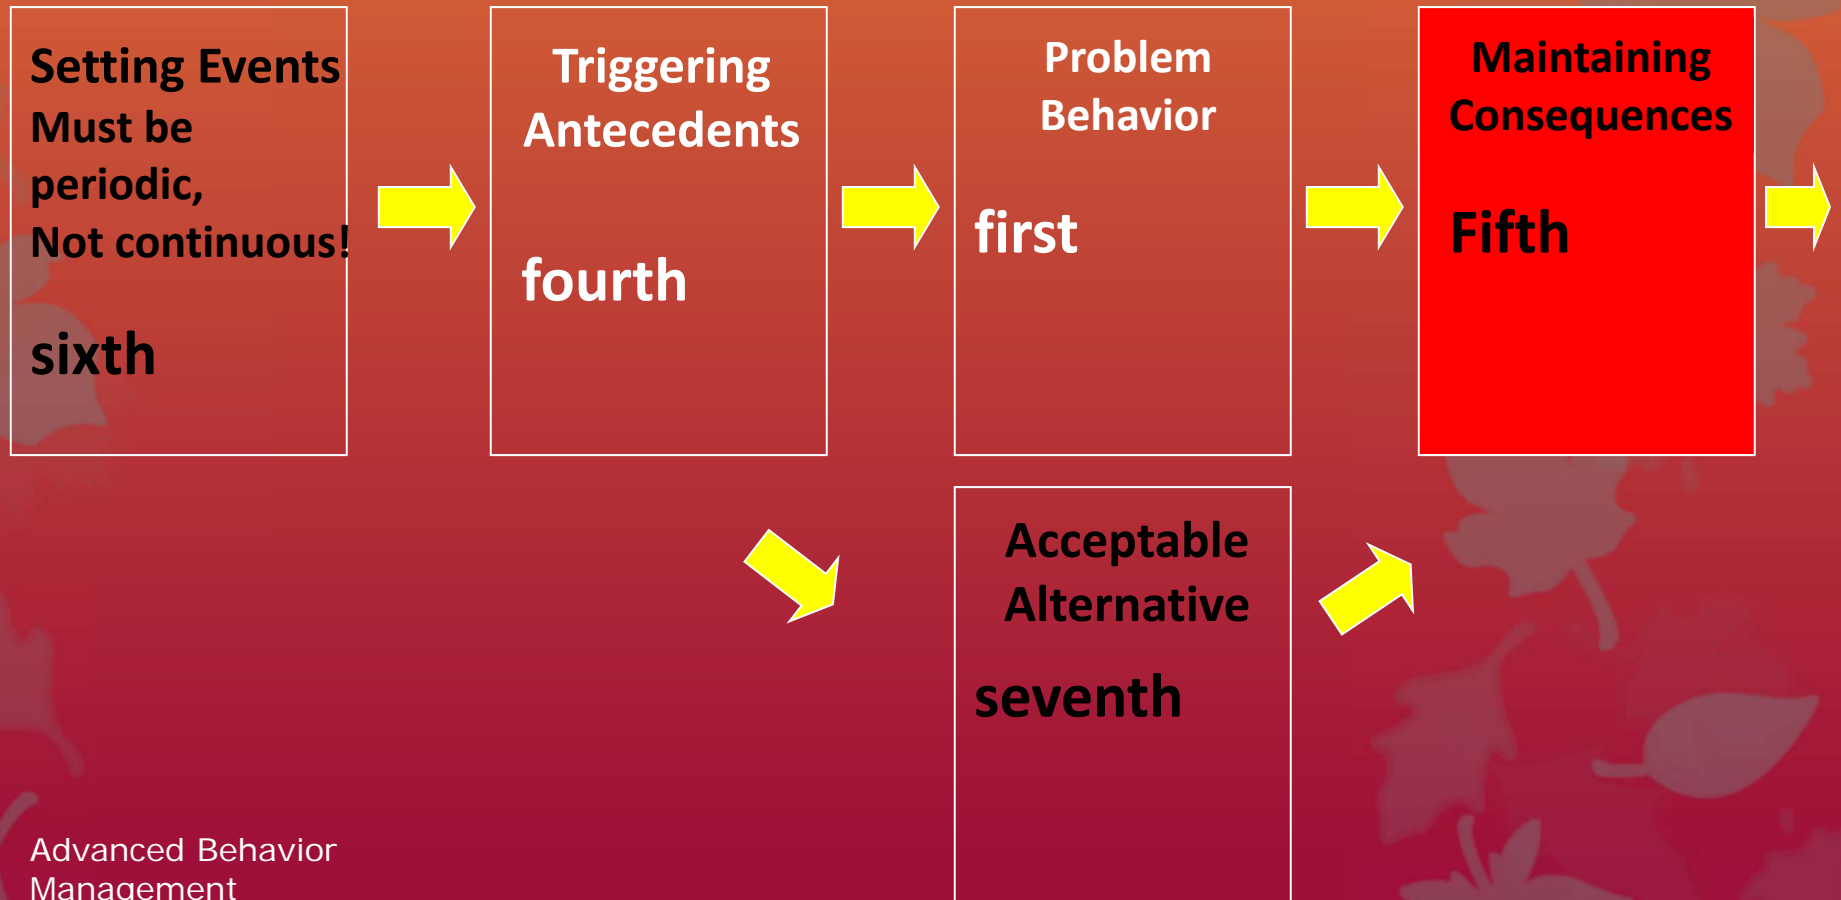 Setting Events
Must be
periodic,
Not continuous!
sixth
Triggering
Antecedents
fourth
Problem
Behavior
first
Maintaining
Consequences
Fifth
Acceptable
Alternative
seventh
Advanced Behavior
Management